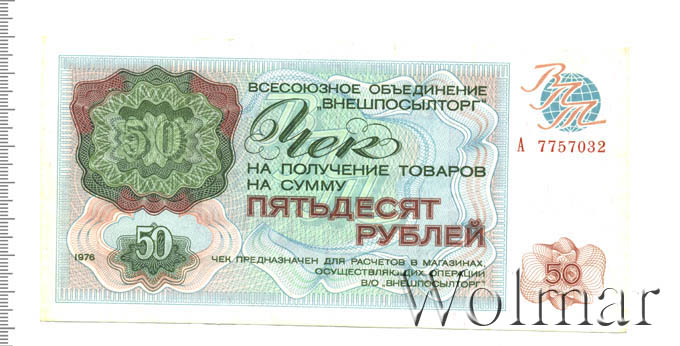 ВСЕСОЮЗНОЕ ОБЪЕДИНЕНИЕ
„ВНЕШПОСЫЛТОРГ"
Чек
НА ПОЛУЧЕНИЕ ТОВАРОВ
НА СУММУ
ПЯТЬДЕСЯТ
РУБЛЕЙ
ЧЕК ПРЕДНАЗНАЧЕН ДЛЯ РАСЧЕТОВ В МАГАЗИНАХ,
ОСУЩЕСТВЛЯЮЩИХ ОПЕРАЦИИ
В/О „ВНЕШПОСЫЛТОРГ"
50
50
1976
ВПТ
А 7757032
50
Wolmar